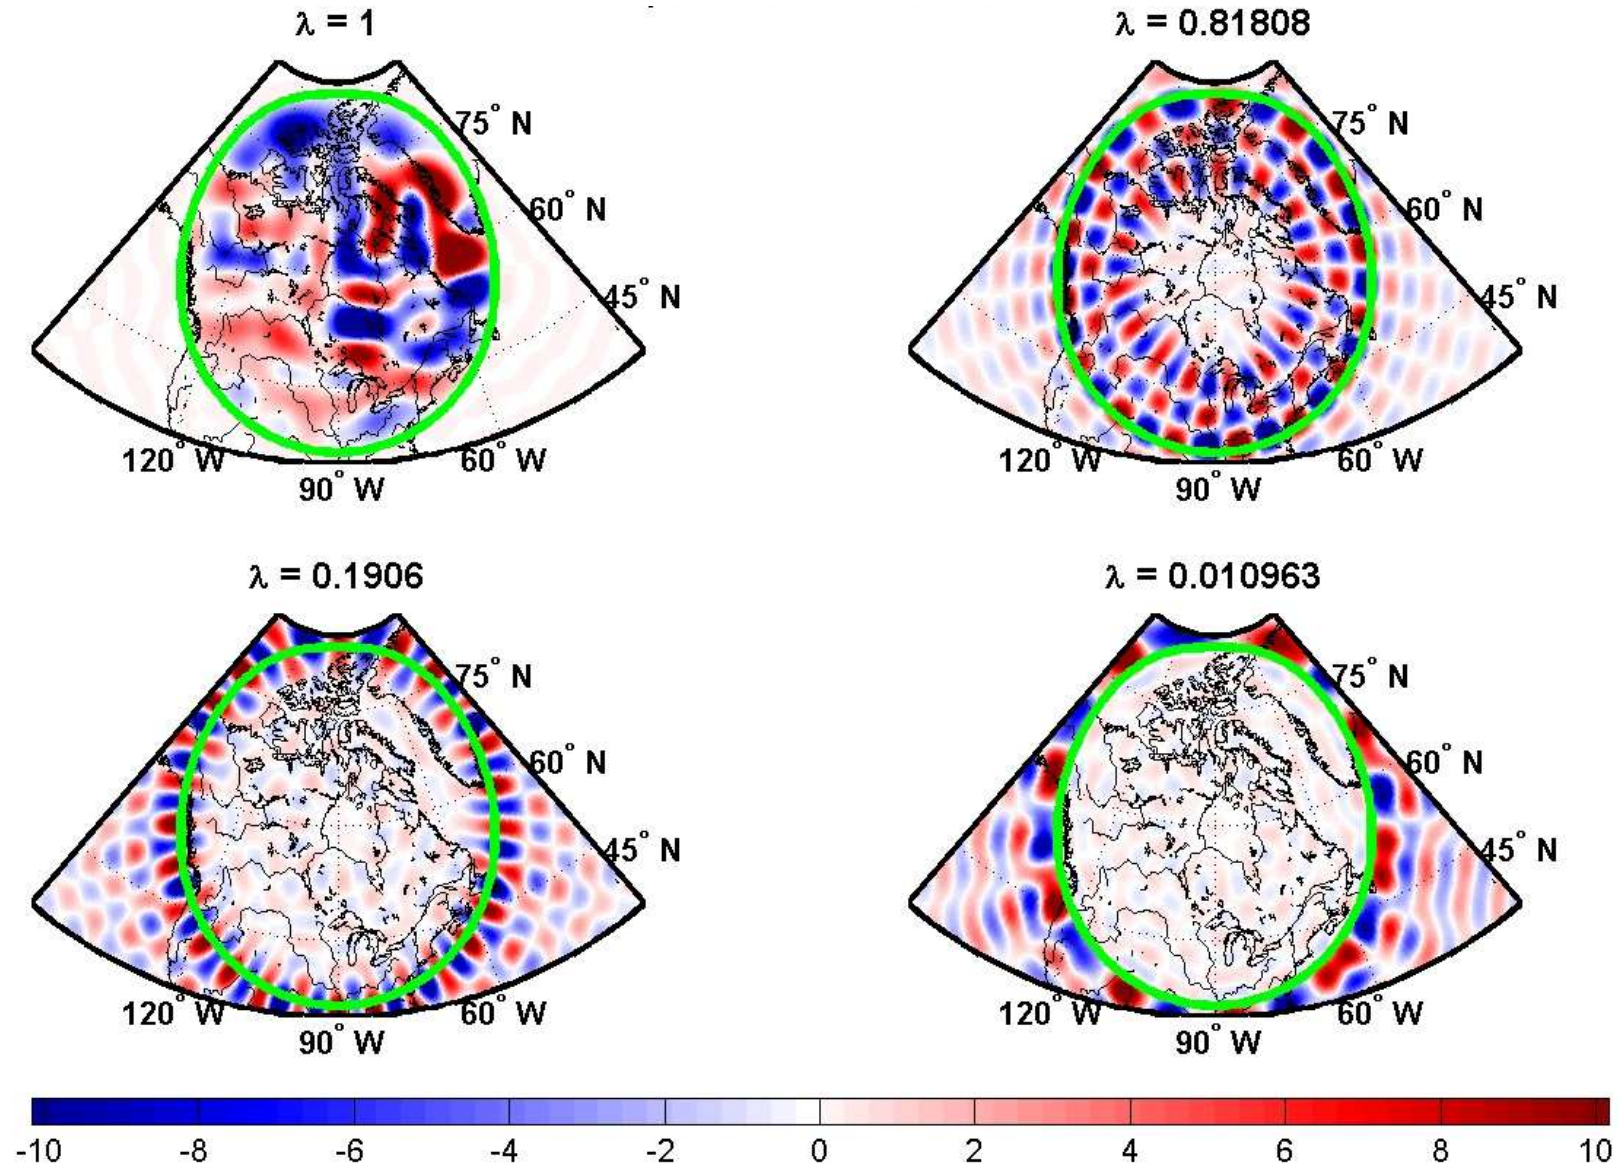 λ = 1
75° N
60° N
45° N
120° W
60° W
90° W
λ = 0.81808
75° N
60° N
45° N
120° W
60° W
90° W
λ = 0.1906
75° N
60° N
45° N
120° W
60° W
90° W
λ = 0.010963
75° N
60° N
45° N
120° W
60° W
90° W
-10 -8 -6 -4 -2 0 2 4 6 8 10